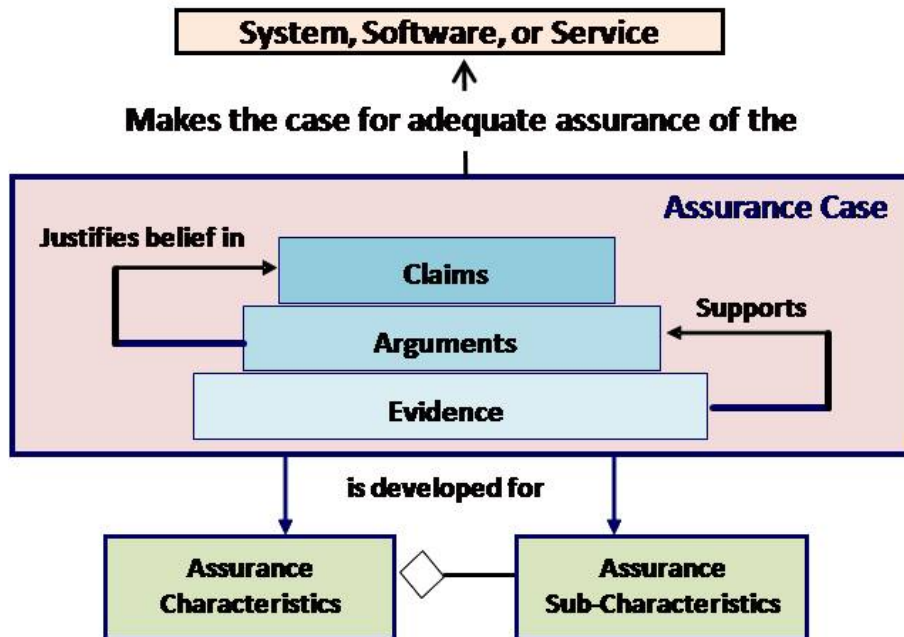 System, Software, or Service
Makes the case for adequate assurance of the
Assurance Case
Justifies belief in
Claims
Supports
Arguments
Evidence
is developed for
Assurance
Characteristics
Assurance
Sub-Characteristics